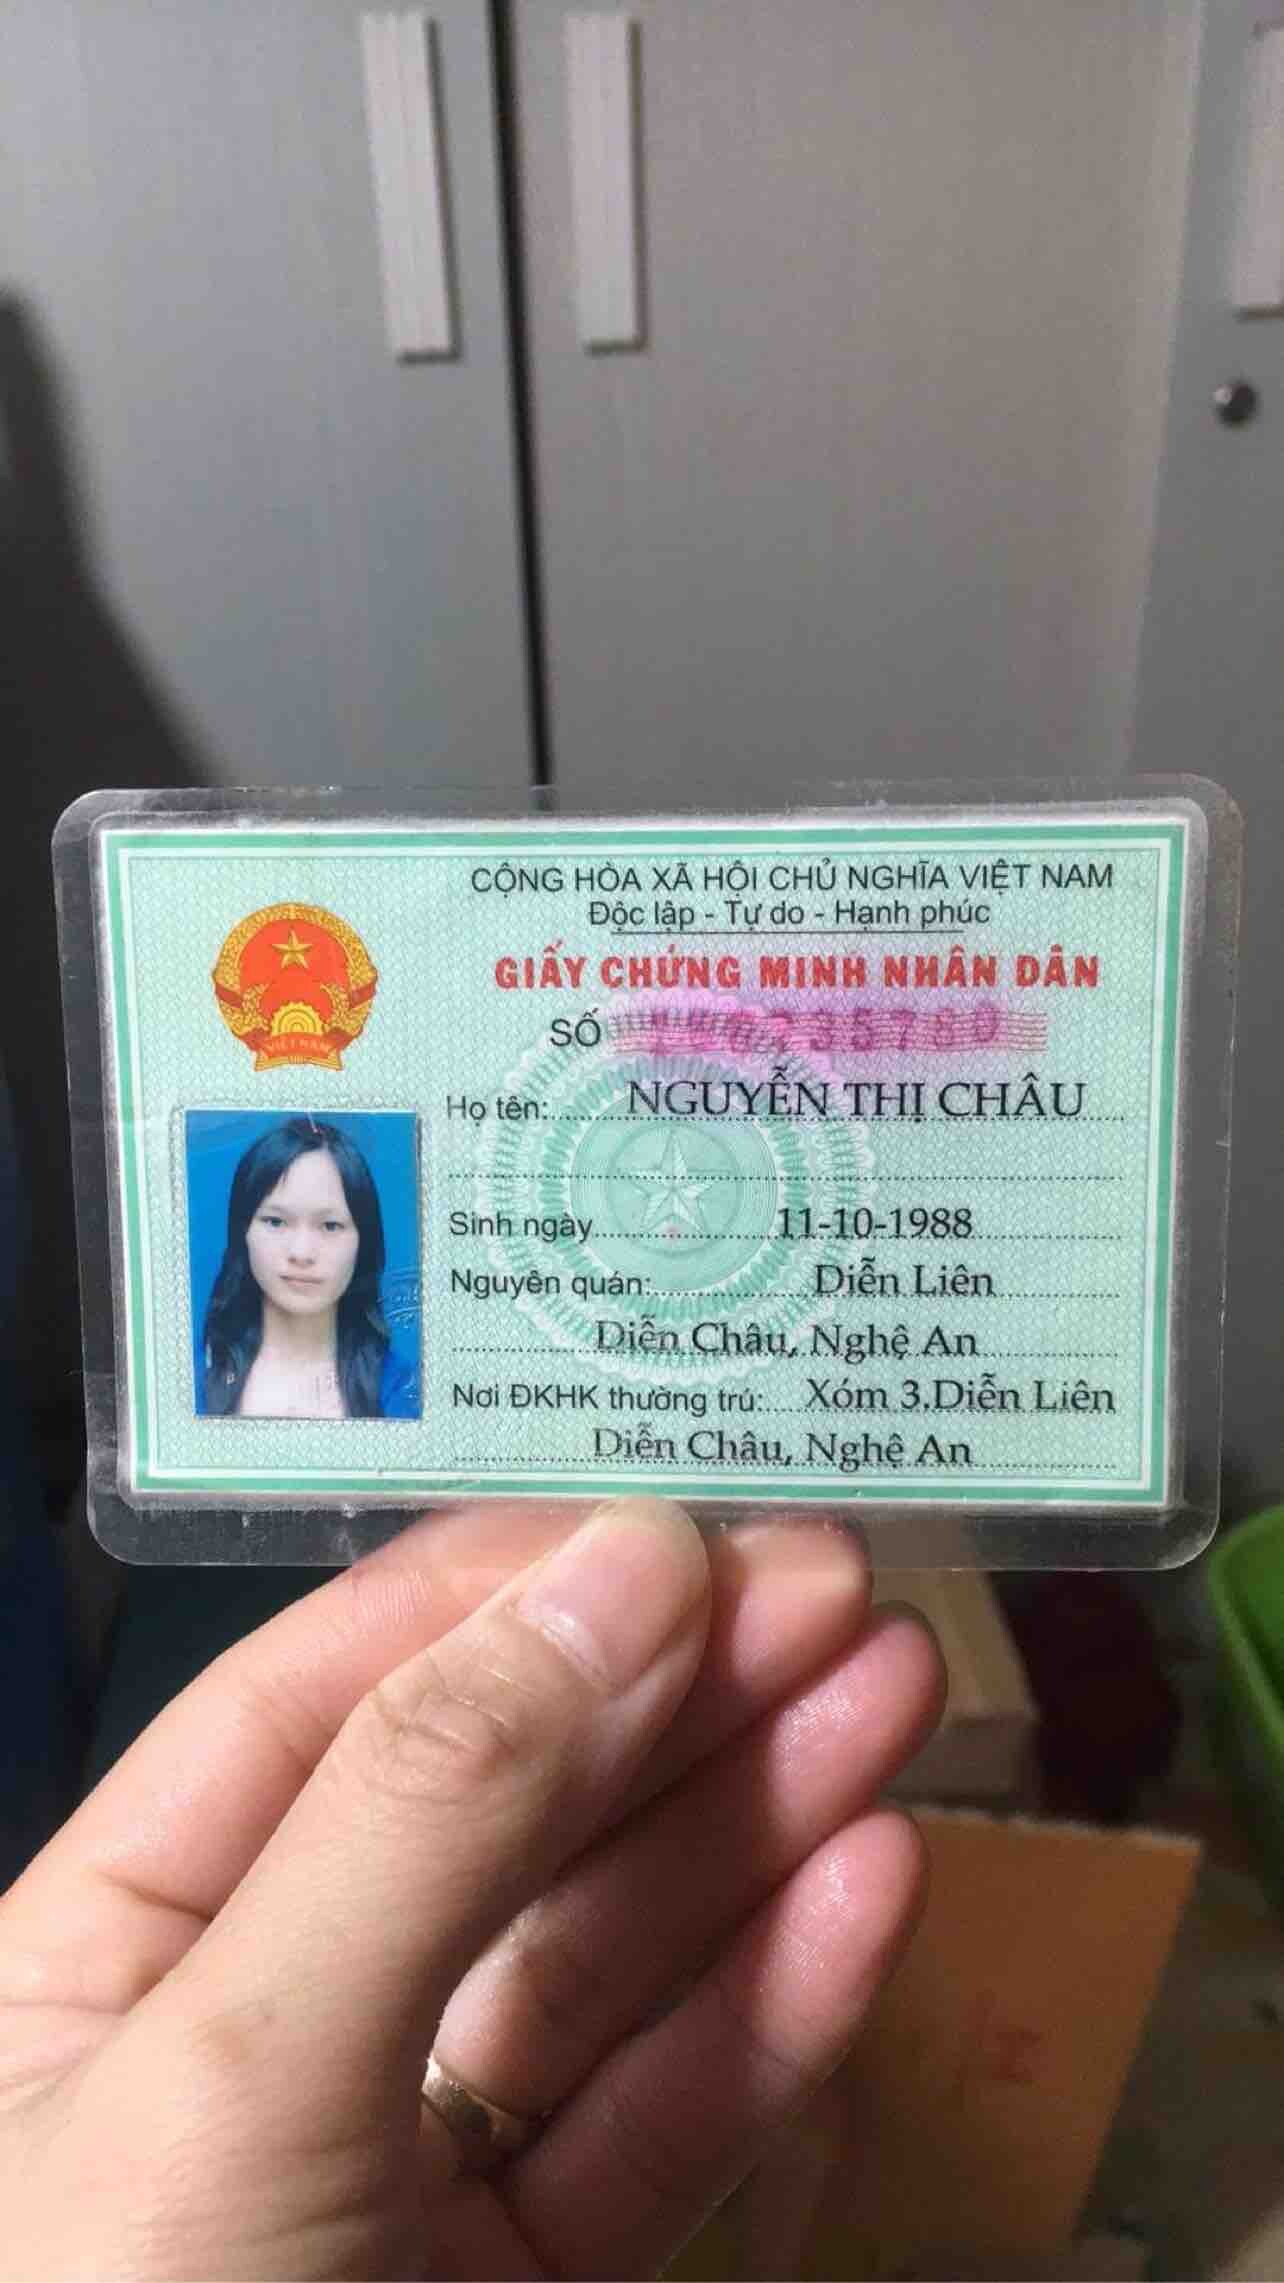 CỘNG HÒA XÃ HỘI CHỦ NGHĨA VIỆT NAM
Độc lập - Tự do - Hạnh phúc
GIẤY CHỨNG MINH NHÂN DÂN
SỐ
VIỆT NAM
Họ tên: NGUYỄN THỊ CHÂU
Sinh ngày 11-10-1988
Nguyên quán: Diễn Liên
Diễn Châu, Nghệ An
Nơi ĐKHK thường trú: Xóm 3,Diễn Liên
Diễn Châu, Nghệ An